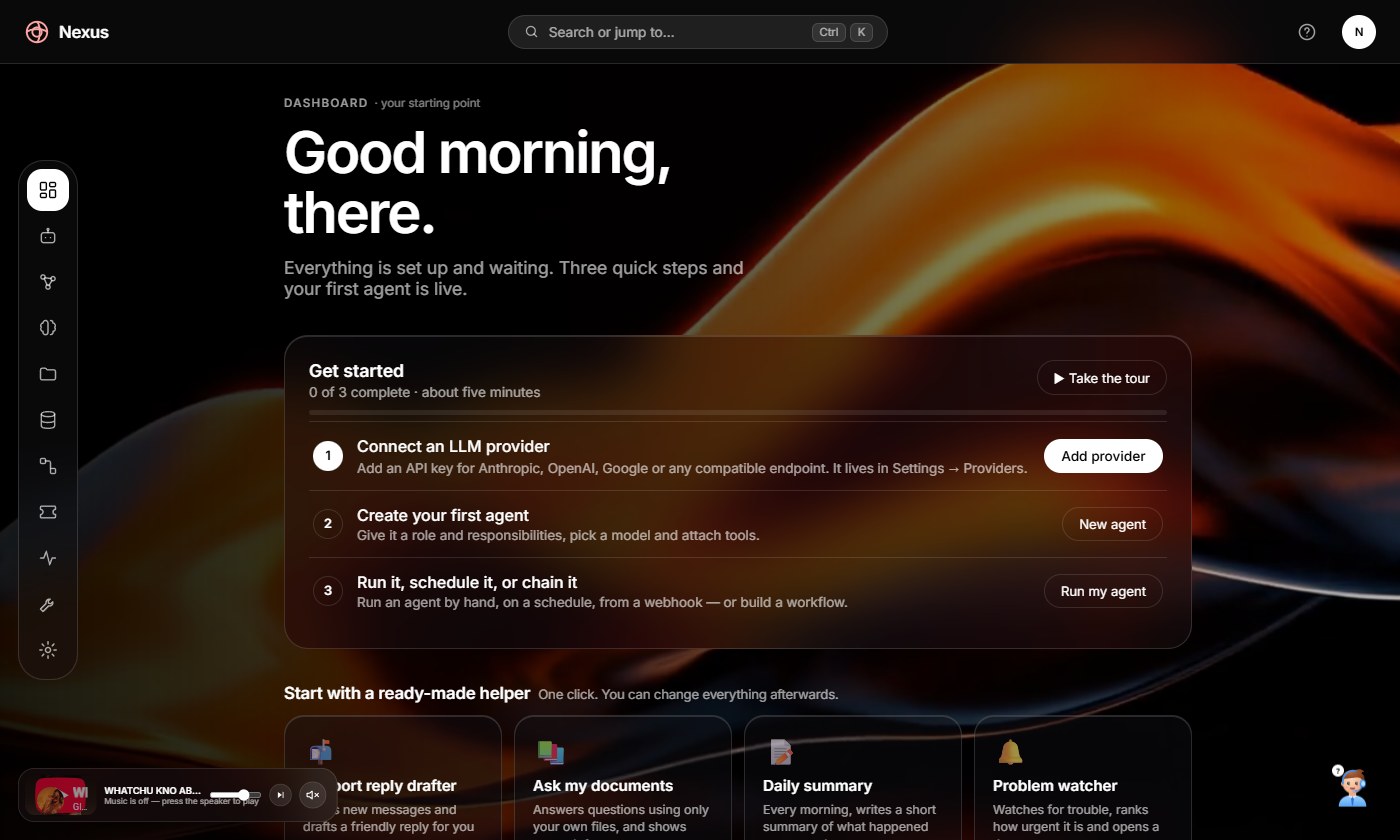 Nexus
Search or jump to...
Ctrl K
N
DASHBOARD · your starting point
Good morning,
there.
Everything is set up and waiting. Three quick steps and
your first agent is live.
Get started
0 of 3 complete · about five minutes
▶ Take the tour
1
Connect an LLM provider
Add an API key for Anthropic, OpenAI, Google or any compatible endpoint. It lives in Settings → Providers.
Add provider
2
Create your first agent
Give it a role and responsibilities, pick a model and attach tools.
New agent
3
Run it, schedule it, or chain it
Run an agent by hand, on a schedule, from a webhook — or build a workflow.
Run my agent
Start with a ready-made helper One click. You can change everything afterwards.
reply drafter
new messages and
drafts a friendly reply for you
Ask my documents
Answers questions using only
your own files, and shows
Daily summary
Every morning, writes a short
summary of what happened
Problem watcher
Watches for trouble, ranks
how urgent it is and opens a
WHATCHU KNO AB...
Music is off — press the speaker to play
?